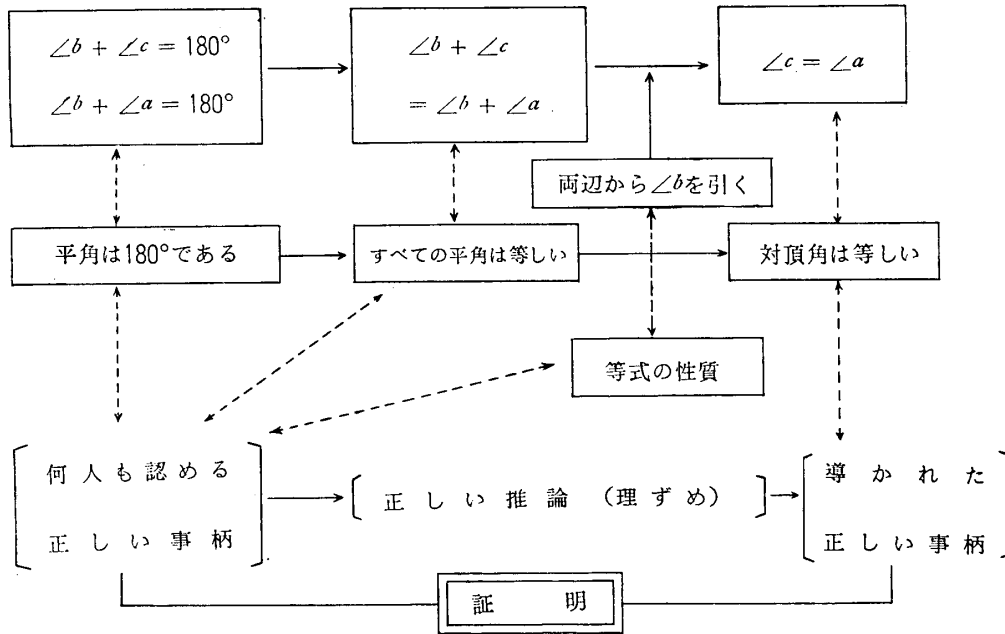 ∠b + ∠c = 180°
∠b + ∠a = 180°
∠b + ∠c
= ∠b + ∠a
∠c = ∠a
両辺から∠bを引く
平角は180°である
すべての平角は等しい
対頂角は等しい
等式の性質
何人も認める
正しい事柄
正しい推論（理ずめ）
導かれた
正しい事柄
証明